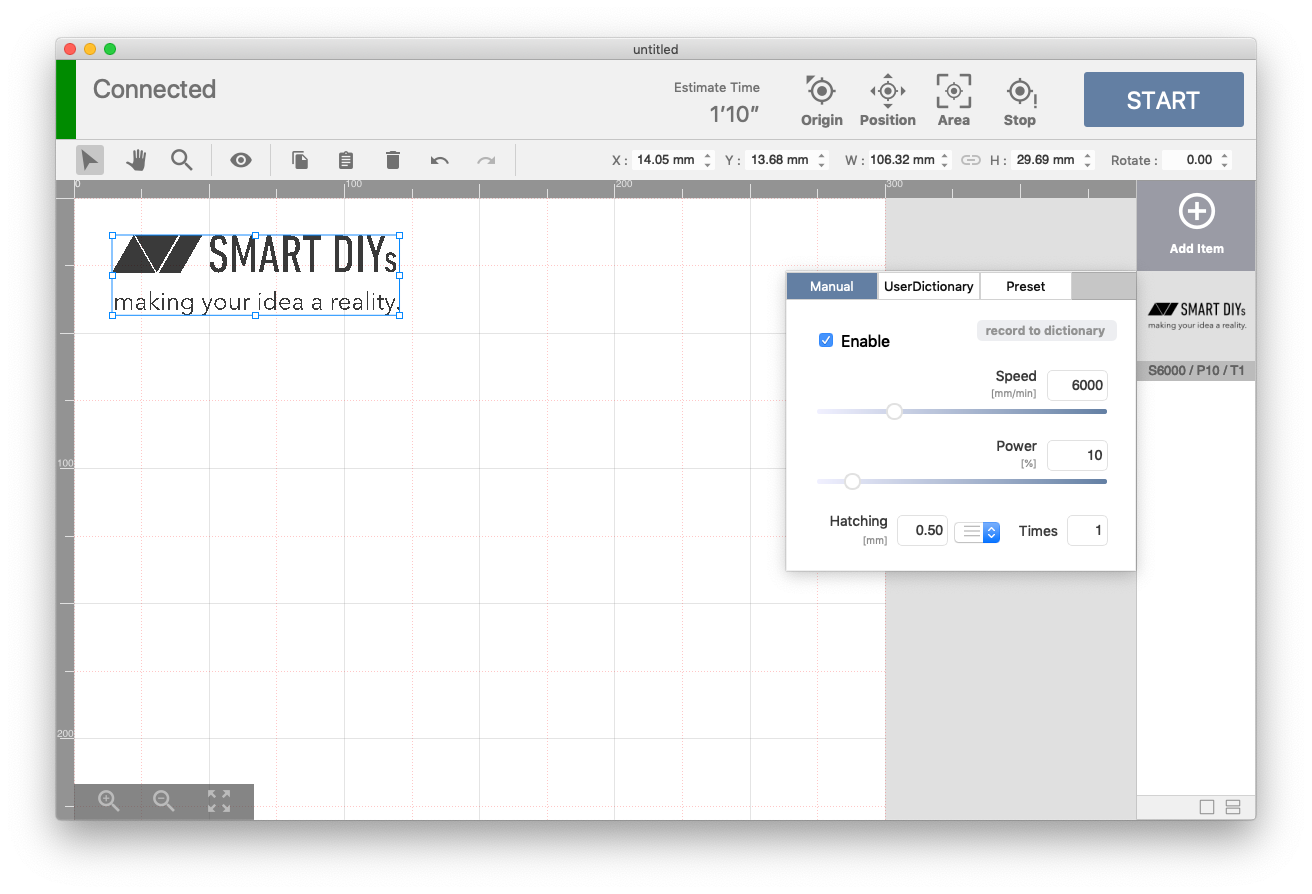 untitled
Connected
Estimate Time
1'10”
Origin
Position
Area
Stop
START
X : 14.05 mm
Y : 13.68 mm
W : 106.32 mm
H : 29.69 mm
Rotate : 0.00
0
100
200
300
Add Item
SMART DIYs
making your idea a reality.
Manual
UserDictionary
Preset
SMART DIYs
making your idea a reality.
record to dictionary
Enable
S6000 / P10 / T1
Speed
[mm/min]
6000
Power
[%]
10
100
Hatching
[mm]
0.50
Times
1
200